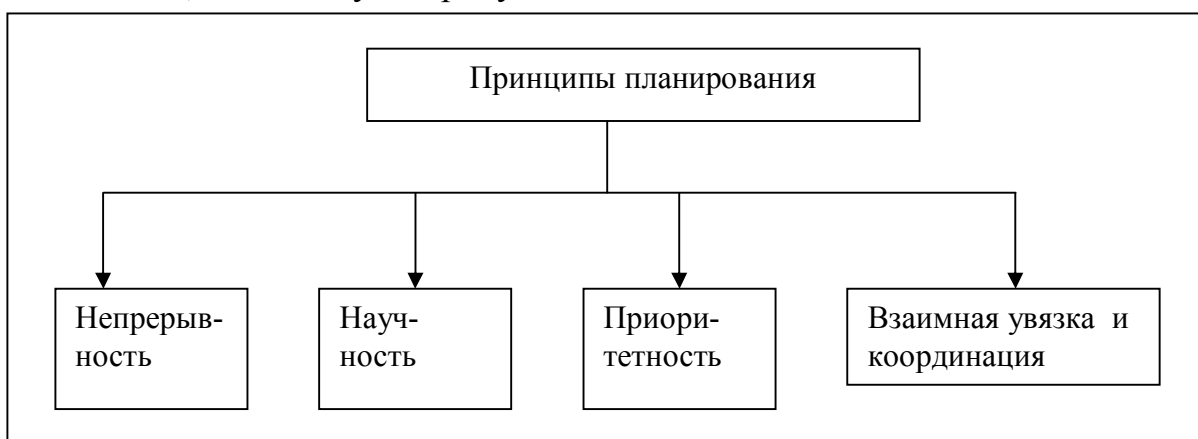 Принципы планирования
Непрерыв-
ность
Науч-
ность
Приори-
тетность
Взаимная увязка и
координация